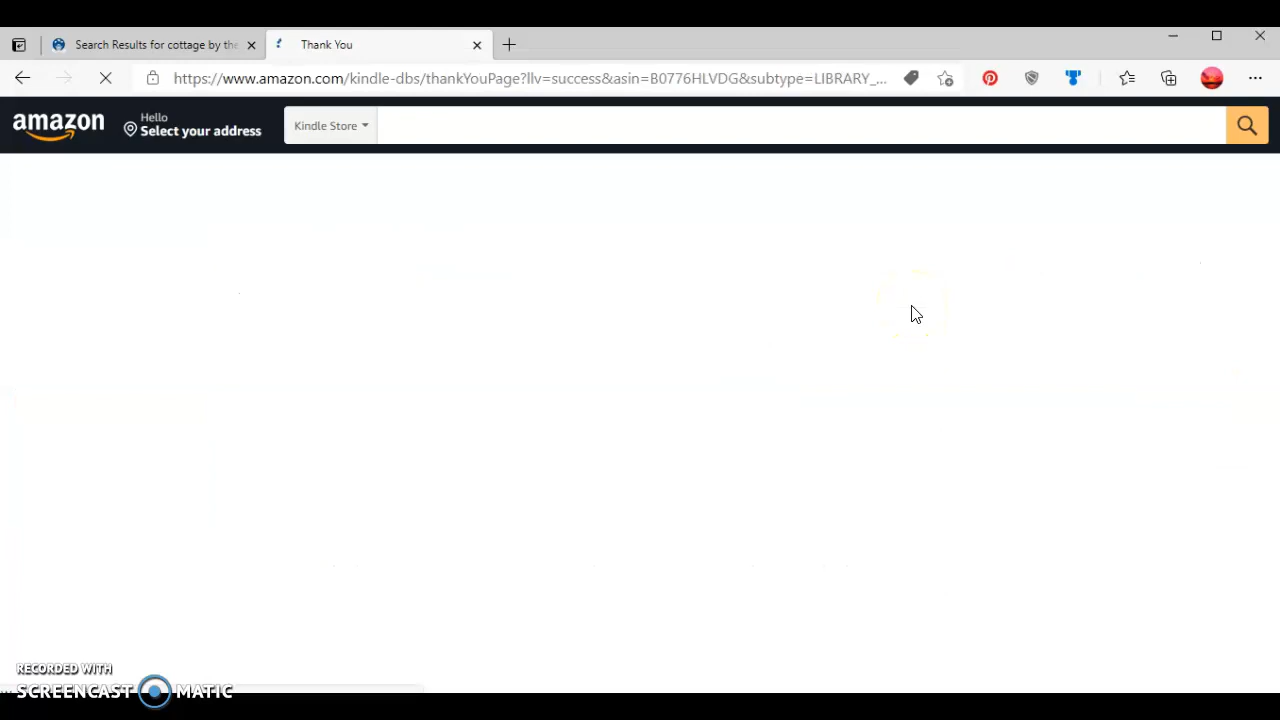 Search Results for cottage by the
Thank You
https://www.amazon.com/kindle-dbs/thankYouPage?llv=success&asin=B0776HLVDG&subtype=LIBRARY_...
amazon
Hello
Select your address
Kindle Store
RECORDED WITH
SCREENCAST MATIC